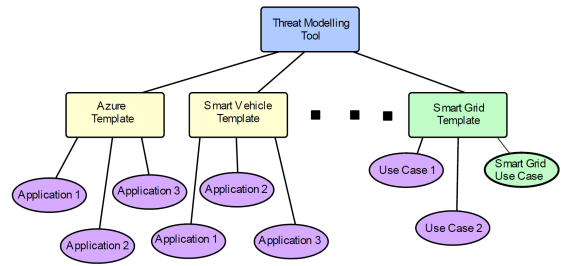 Threat Modelling
Tool
Azure
Template
Smart Vehicle
Template
Smart Grid
Template
Application 1
Application 2
Application 3
Application 1
Application 2
Application 3
Use Case 1
Use Case 2
Smart Grid
Use Case